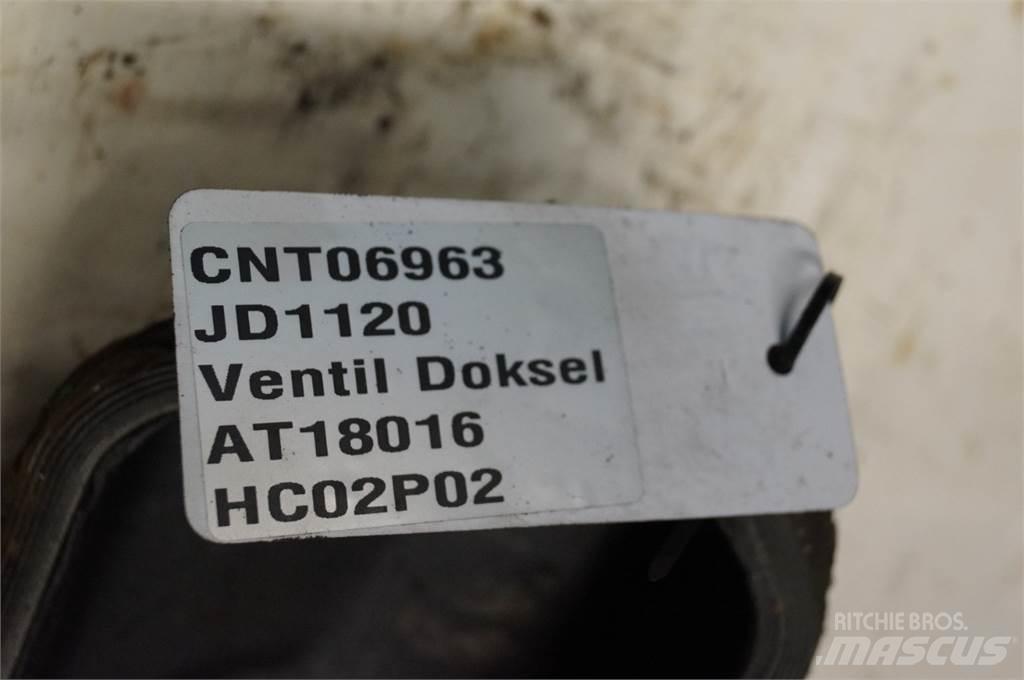 CNT06963
JD1120
Ventil Doksel
AT18016
HC02P02
RITCHIE BROS.
MASCUS